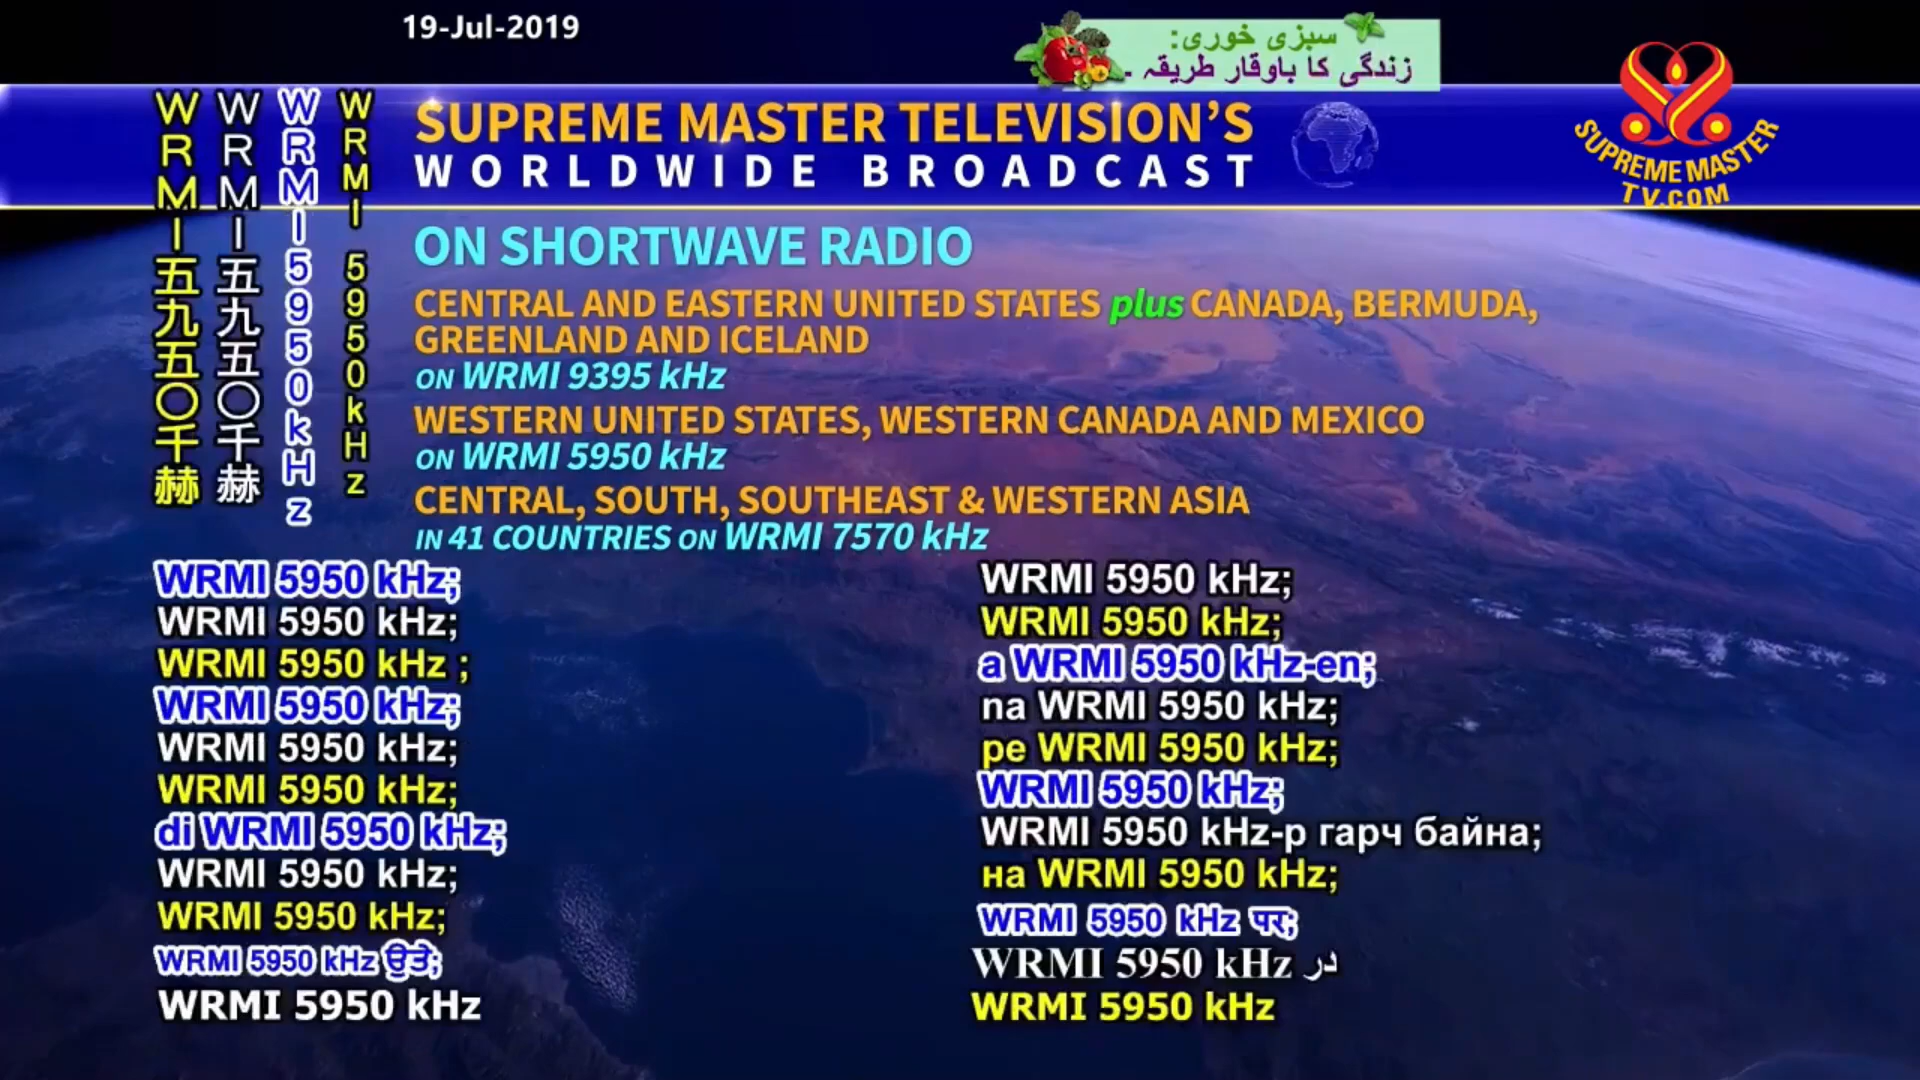 19-Jul-2019
سبزی خوری:
زندگی کا باوقار طریقہ ۔
SUPREME MASTER TELEVISION’S
WORLDWIDE BROADCAST
SUPREME MASTER
TV.COM
WRMI五九五〇千赫
WRMI五九五〇千赫
WRMI5950kHz
WRMI 5950kHz
ON SHORTWAVE RADIO
CENTRAL AND EASTERN UNITED STATES plus CANADA, BERMUDA,
GREENLAND AND ICELAND
ON WRMI 9395 kHz
WESTERN UNITED STATES, WESTERN CANADA AND MEXICO
ON WRMI 5950 kHz
CENTRAL, SOUTH, SOUTHEAST & WESTERN ASIA
IN 41 COUNTRIES ON WRMI 7570 kHz
WRMI 5950 kHz;
WRMI 5950 kHz;
WRMI 5950 kHz ;
WRMI 5950 kHz;
WRMI 5950 kHz;
WRMI 5950 kHz;
di WRMI 5950 kHz;
WRMI 5950 kHz;
WRMI 5950 kHz;
WRMI 5950 kHz ਉਤੇ;
WRMI 5950 kHz
WRMI 5950 kHz;
WRMI 5950 kHz;
a WRMI 5950 kHz-en;
na WRMI 5950 kHz;
pe WRMI 5950 kHz;
WRMI 5950 kHz;
WRMI 5950 kHz-р гарч байна;
на WRMI 5950 kHz;
WRMI 5950 kHz पर;
WRMI 5950 kHz در
WRMI 5950 kHz